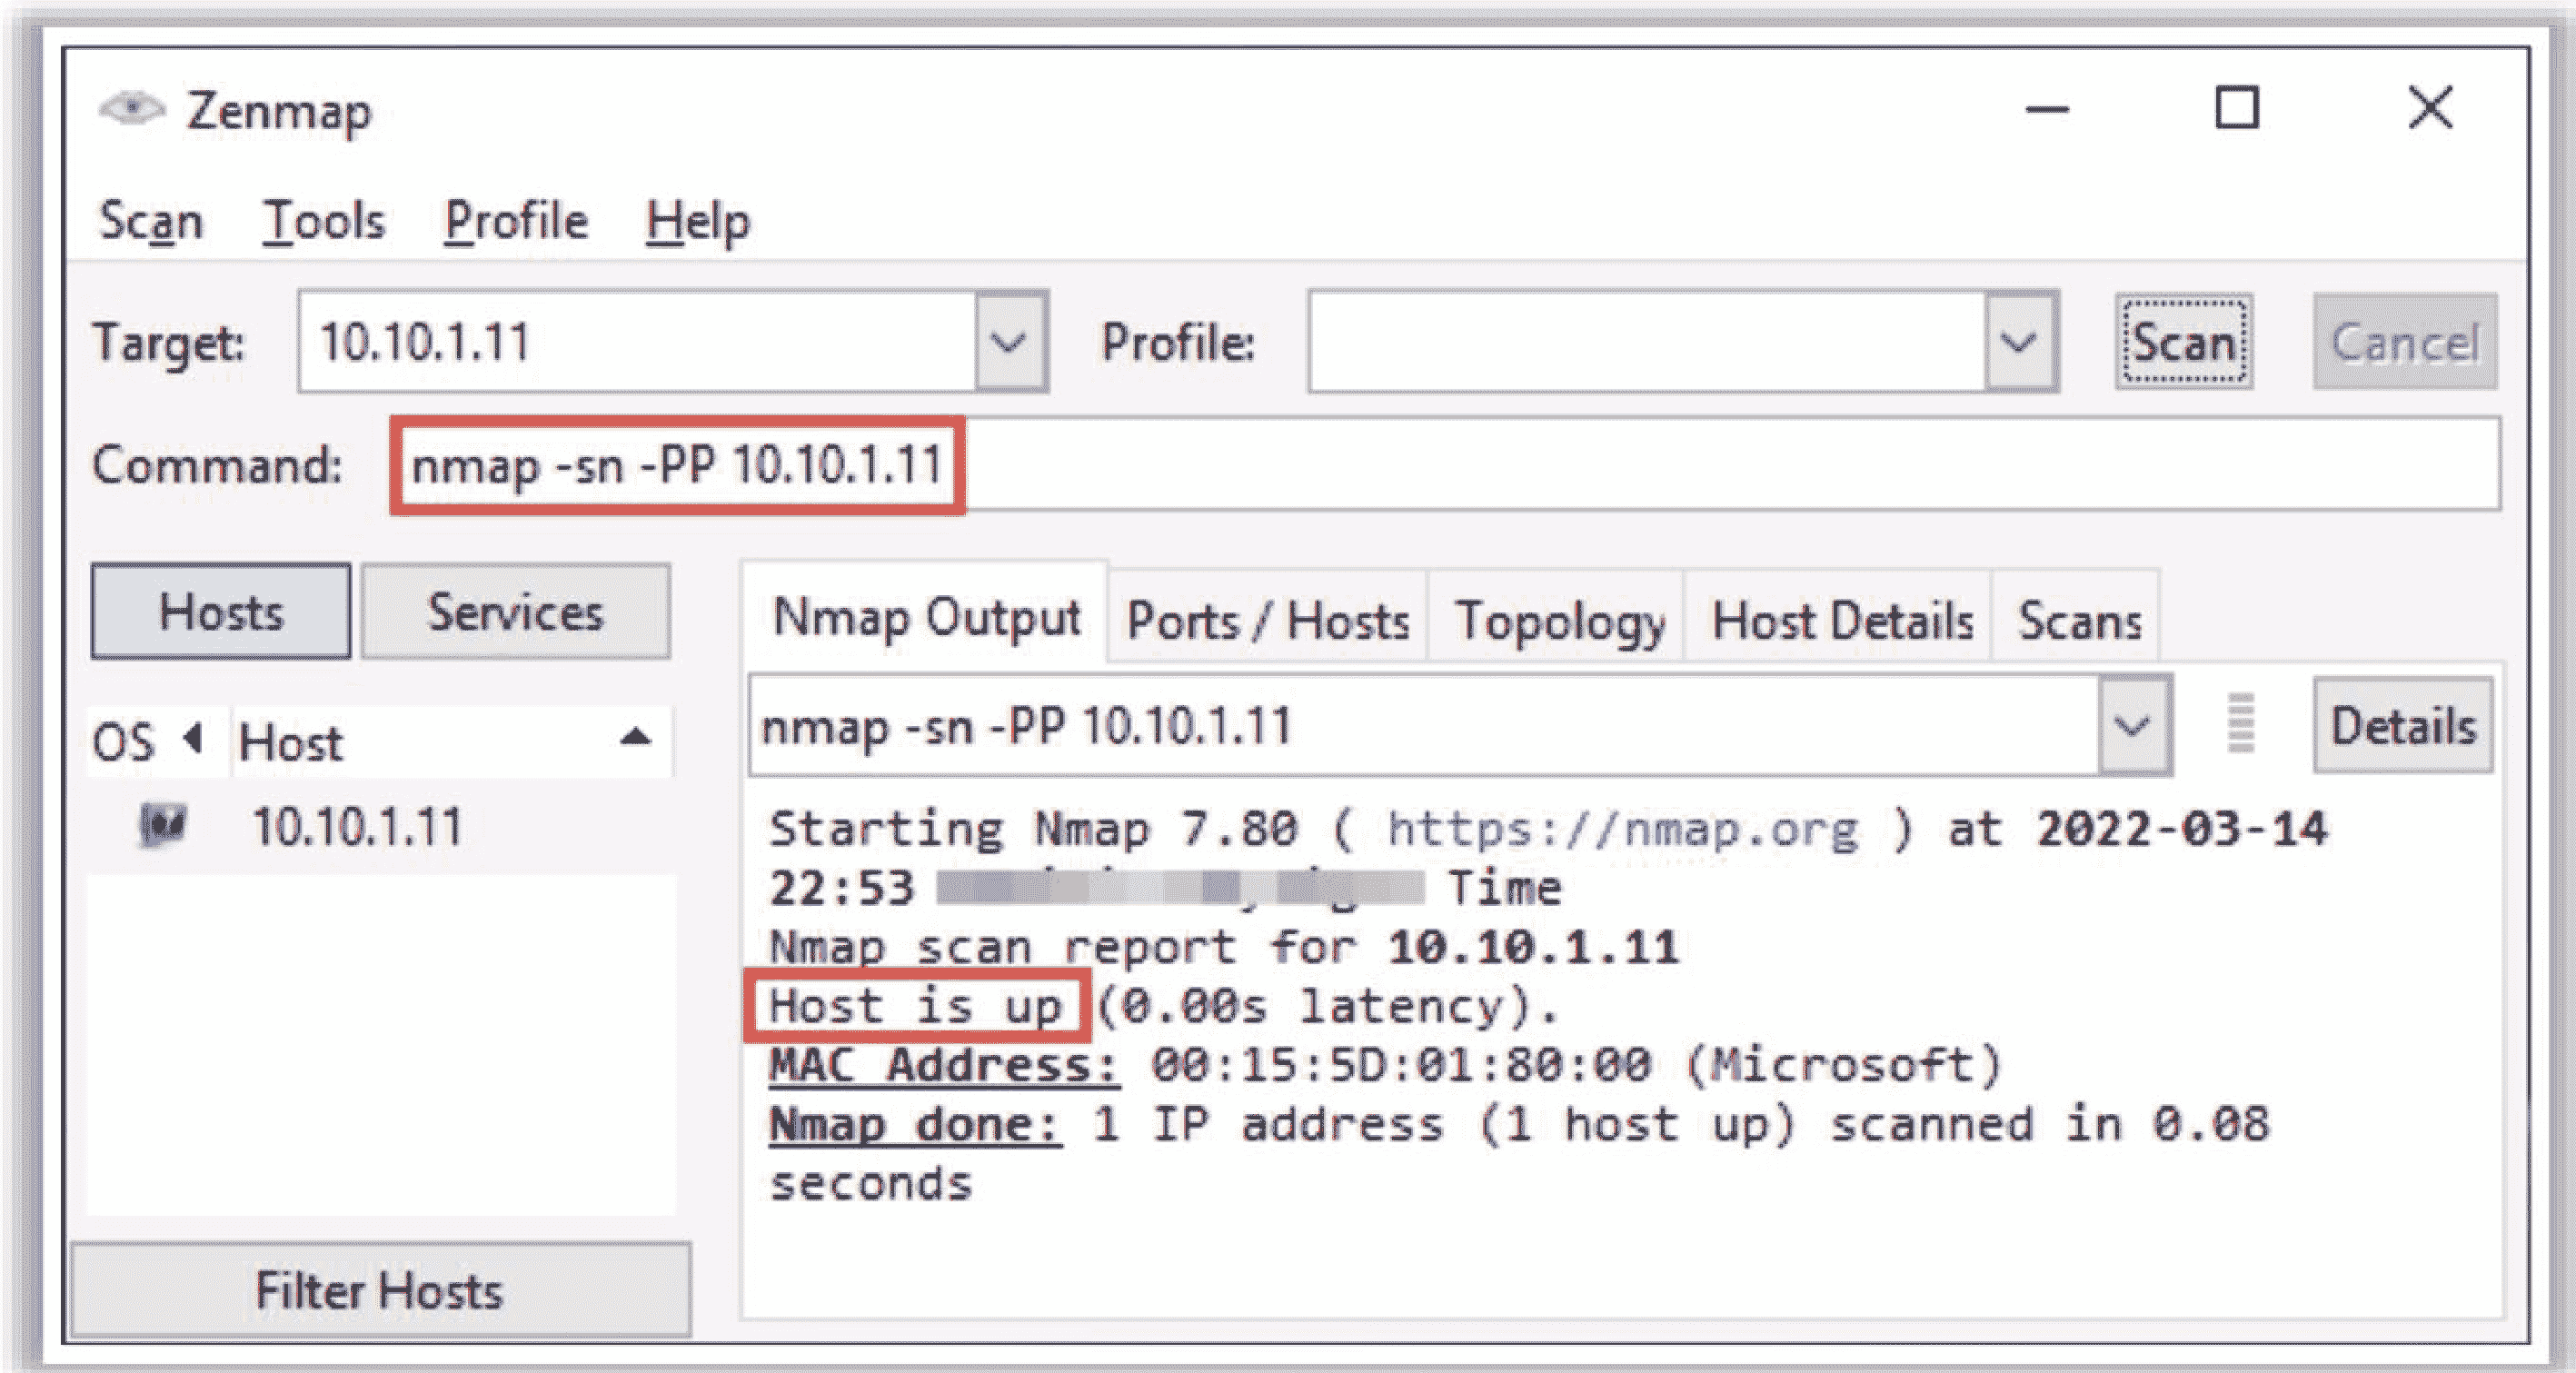 Zenmap
Scan Tools Profile Help
Target: 10.10.1.11 Profile: Scan Cancel
Command: nmap -sn -PP 10.10.1.11
Hosts Services
Nmap Output Ports / Hosts Topology Host Details Scans
OS Host
10.10.1.11
nmap -sn -PP 10.10.1.11 Details
Starting Nmap 7.80 ( https://nmap.org ) at 2022-03-14
22:53 Time
Nmap scan report for 10.10.1.11
Host is up (0.00s latency).
MAC Address: 00:15:5D:01:80:00 (Microsoft)
Nmap done: 1 IP address (1 host up) scanned in 0.08
seconds
Filter Hosts